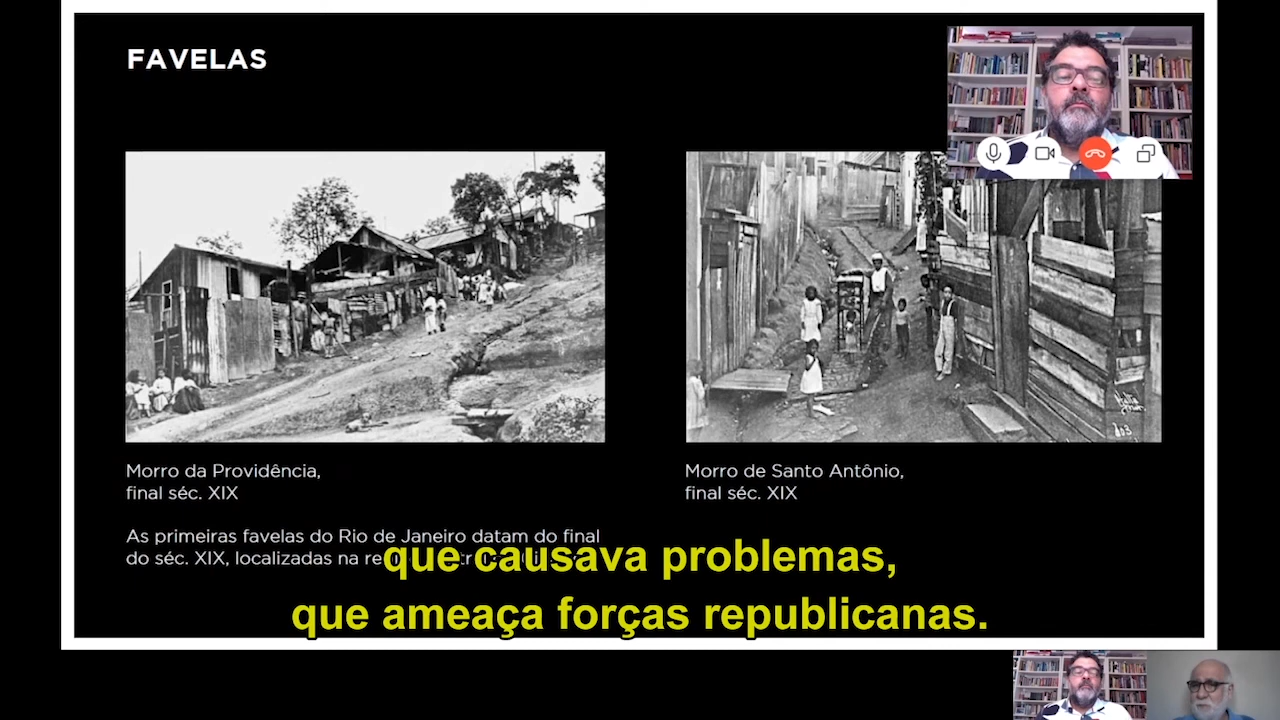 FAVELAS
Morro da Providência,
final séc. XIX
Morro de Santo Antônio,
final séc. XIX
As primeiras favelas do Rio de Janeiro datam do final
do séc. XIX, localizadas na
que causava problemas,
que ameaça forças republicanas.